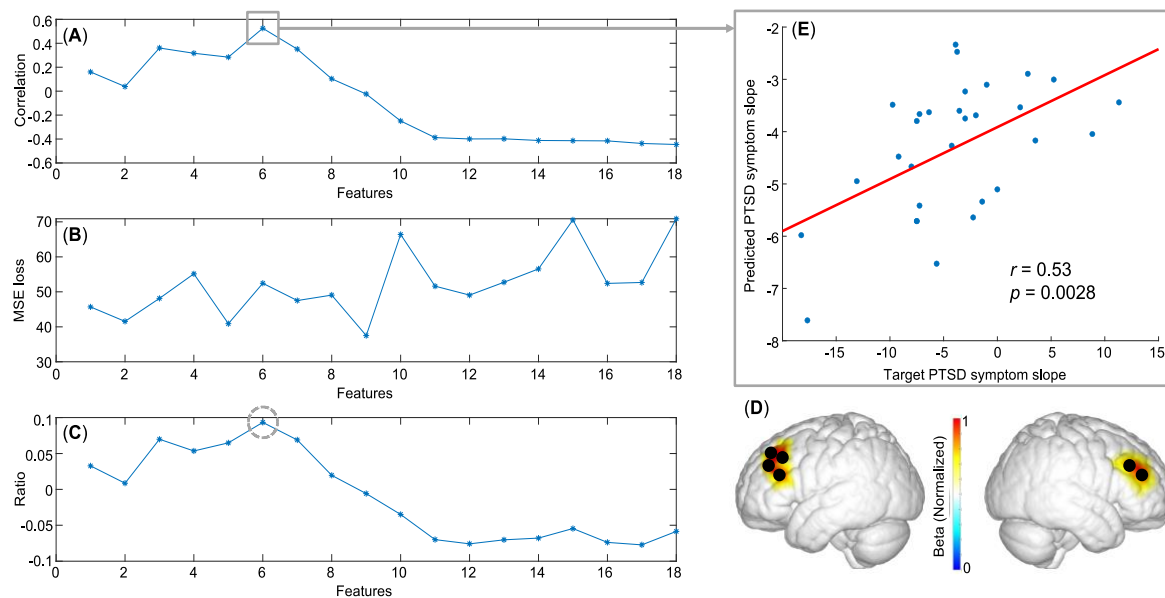 (A)
Correlation
0.6
0.4
0.2
0
-0.2
-0.4
-0.6
0 2 4 6 8 10 12 14 16 18
Features
(B)
MSE loss
70
60
50
40
30
0 2 4 6 8 10 12 14 16 18
Features
(C)
Ratio
0.1
0.05
0
-0.05
-0.1
0 2 4 6 8 10 12 14 16 18
Features
(E)
Predicted PTSD symptom slope
-2
-3
-4
-5
-6
-7
-8
r = 0.53
p = 0.0028
-15 -10 -5 0 5 10 15
Target PTSD symptom slope
(D)
Beta (Normalized)
1
0